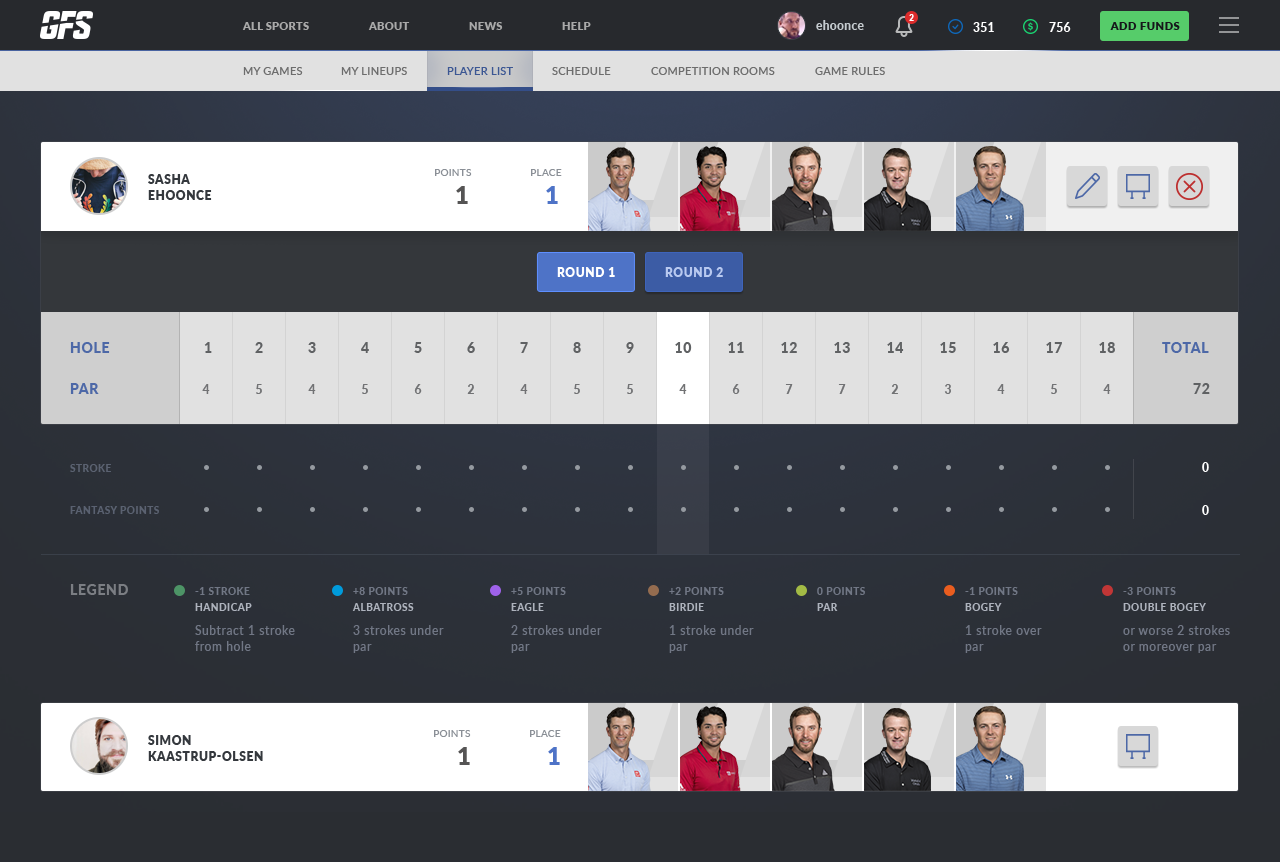 GFS
ALL SPORTS ABOUT NEWS HELP ehoonce 2 351 $ 756 ADD FUNDS
MY GAMES MY LINEUPS PLAYER LIST SCHEDULE COMPETITION ROOMS GAME RULES
SASHA
EHOONCE
POINTS
1
PLACE
1
ROUND 1 ROUND 2
HOLE 1 2 3 4 5 6 7 8 9 10 11 12 13 14 15 16 17 18 TOTAL
PAR 4 5 4 5 6 2 4 5 5 4 6 7 7 2 3 4 5 4 72
STROKE 0
FANTASY POINTS 0
LEGEND
-1 STROKE
HANDICAP
Subtract 1 stroke
from hole
+8 POINTS
ALBATROSS
3 strokes under
par
+5 POINTS
EAGLE
2 strokes under
par
+2 POINTS
BIRDIE
1 stroke under
par
0 POINTS
PAR
-1 POINTS
BOGEY
1 stroke over
par
-3 POINTS
DOUBLE BOGEY
or worse 2 strokes
or moreover par
SIMON
KAASTRUP-OLSEN
POINTS
1
PLACE
1